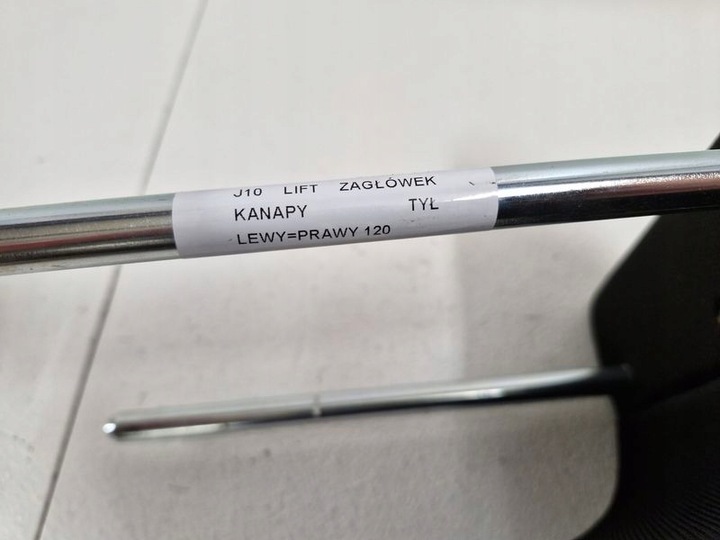 J10 LIFT ZAGŁÓWEK
KANAPY TYŁ
LEWY=PRAWY 120